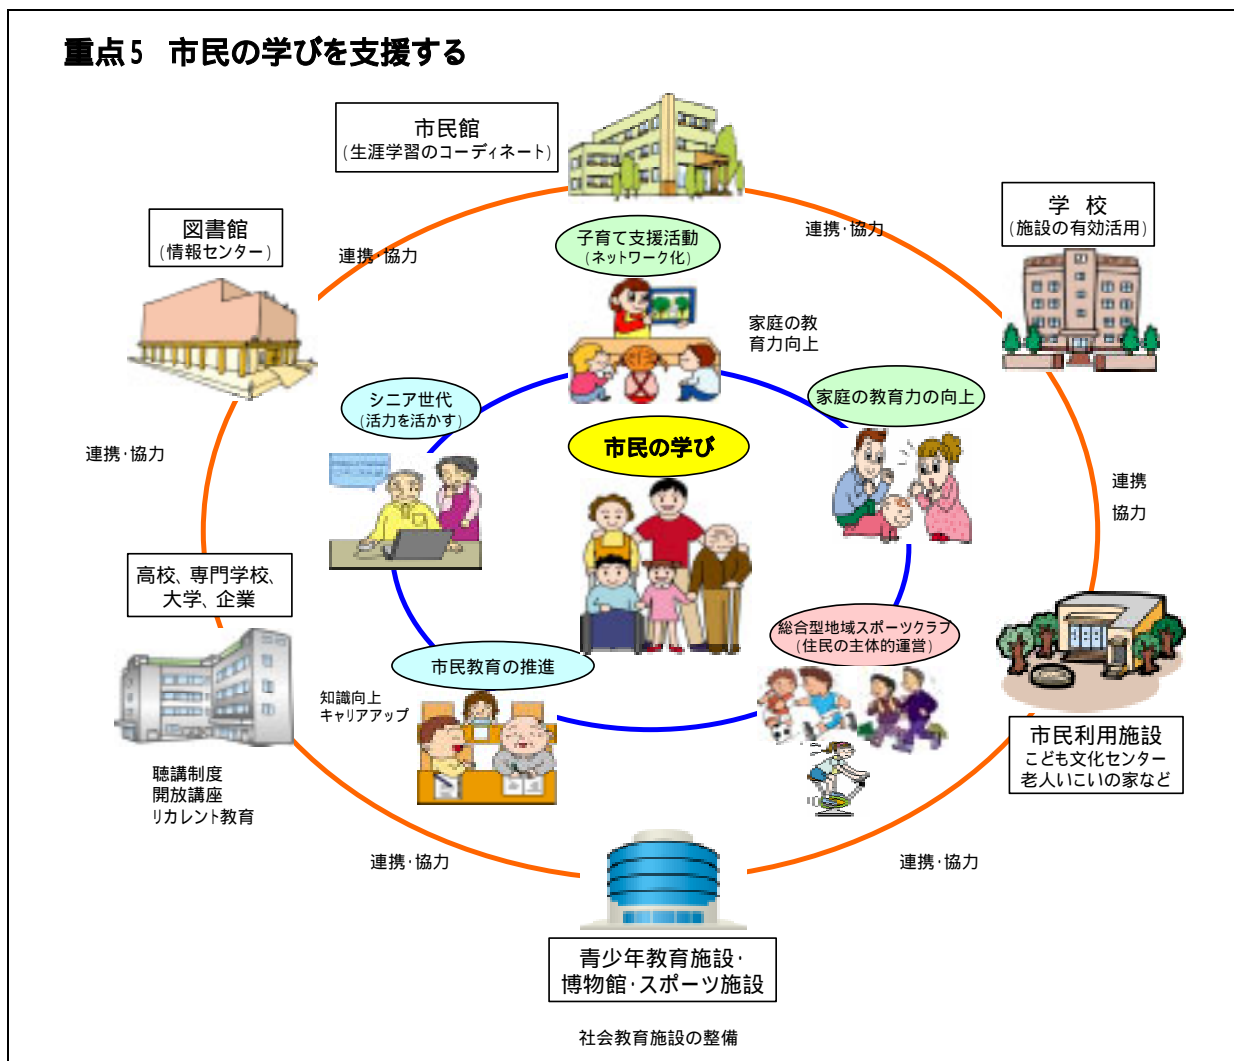 重点5 市民の学びを支援する
市民館
(生涯学習のコーディネート)
図書館
(情報センター)
学 校
(施設の有効活用)
連携・協力
連携・協力
子育て支援活動
(ネットワーク化)
家庭の教
育力向上
シニア世代
(活力を活かす)
家庭の教育力の向上
市民の学び
連携・協力
連携
協力
高校、専門学校、
大学、企業
総合型地域スポーツクラブ
(住民の主体的運営)
市民教育の推進
知識向上
キャリアアップ
市民利用施設
こども文化センター
老人いこいの家など
聴講制度
開放講座
リカレント教育
連携・協力
連携・協力
青少年教育施設・
博物館・スポーツ施設
社会教育施設の整備